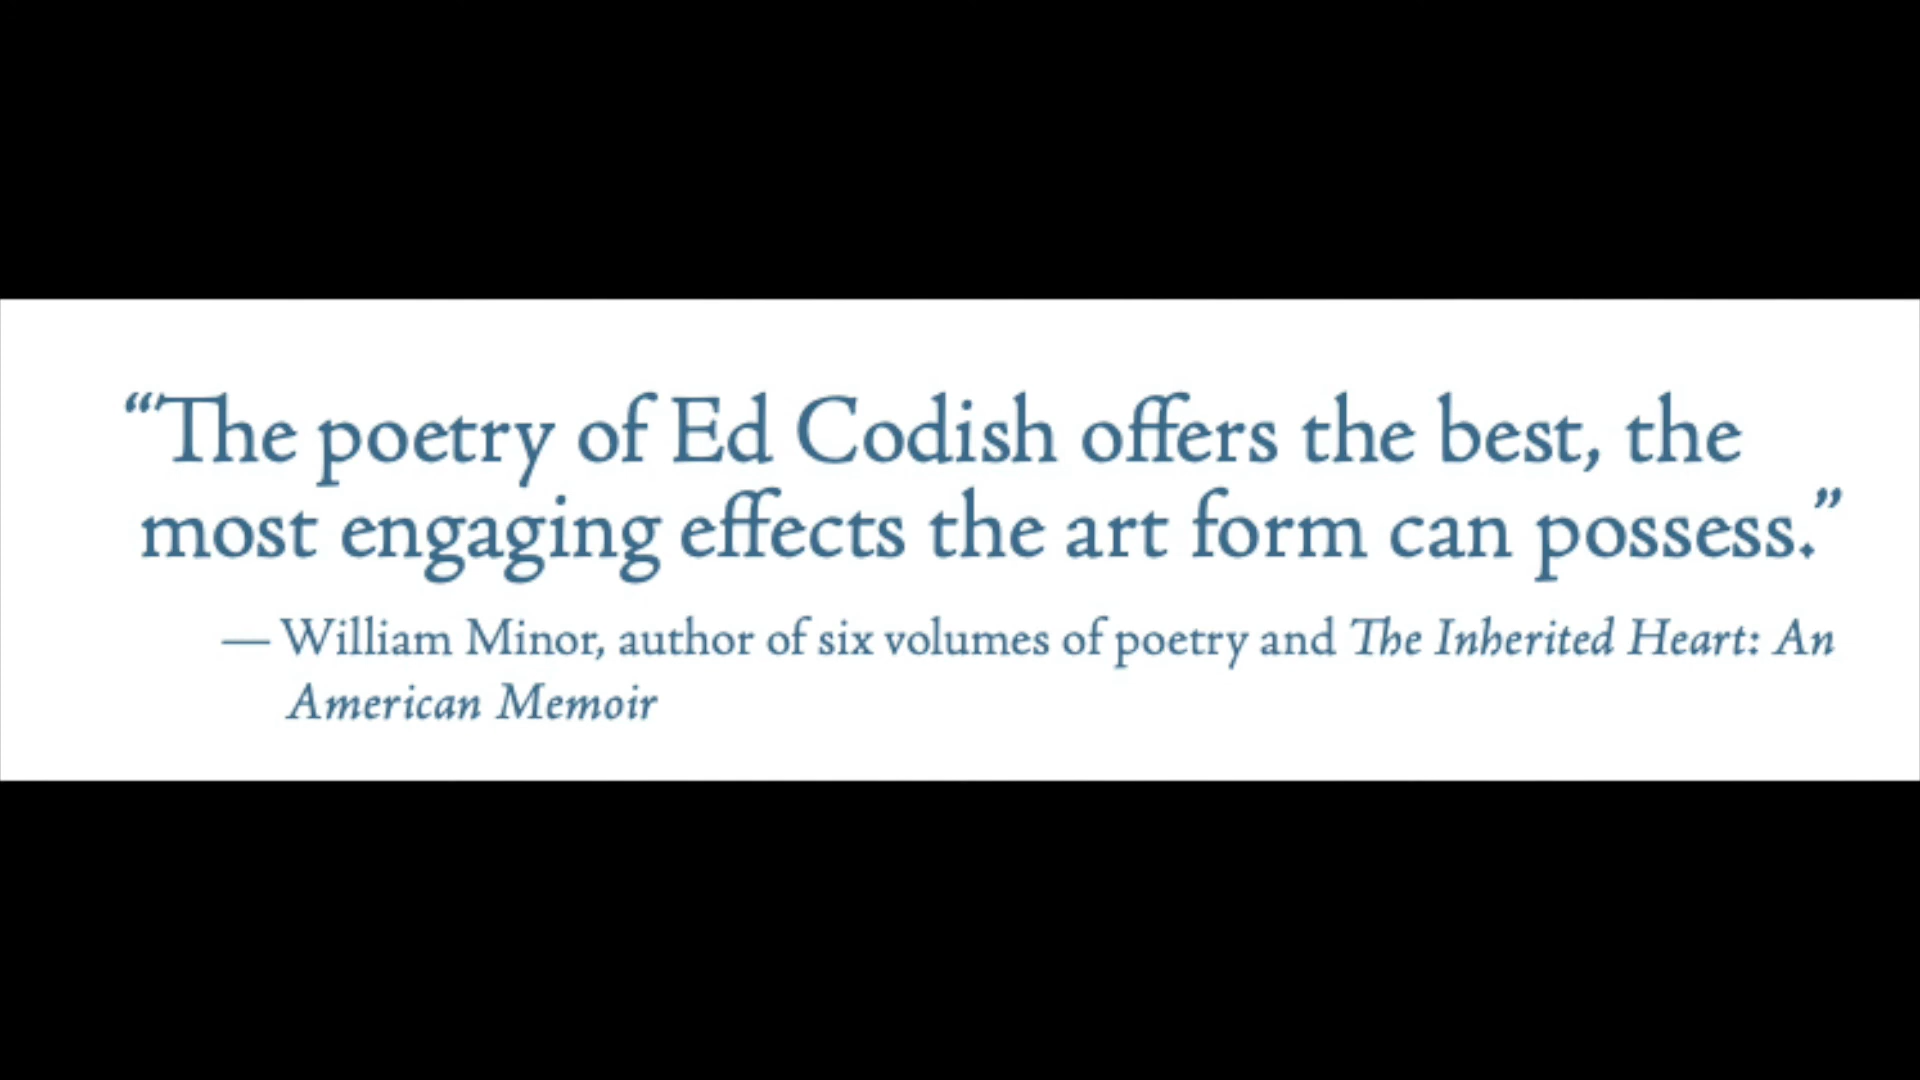 “The poetry of Ed Codish offers the best, the
most engaging effects the art form can possess.”
— William Minor, author of six volumes of poetry and The Inherited Heart: An
American Memoir